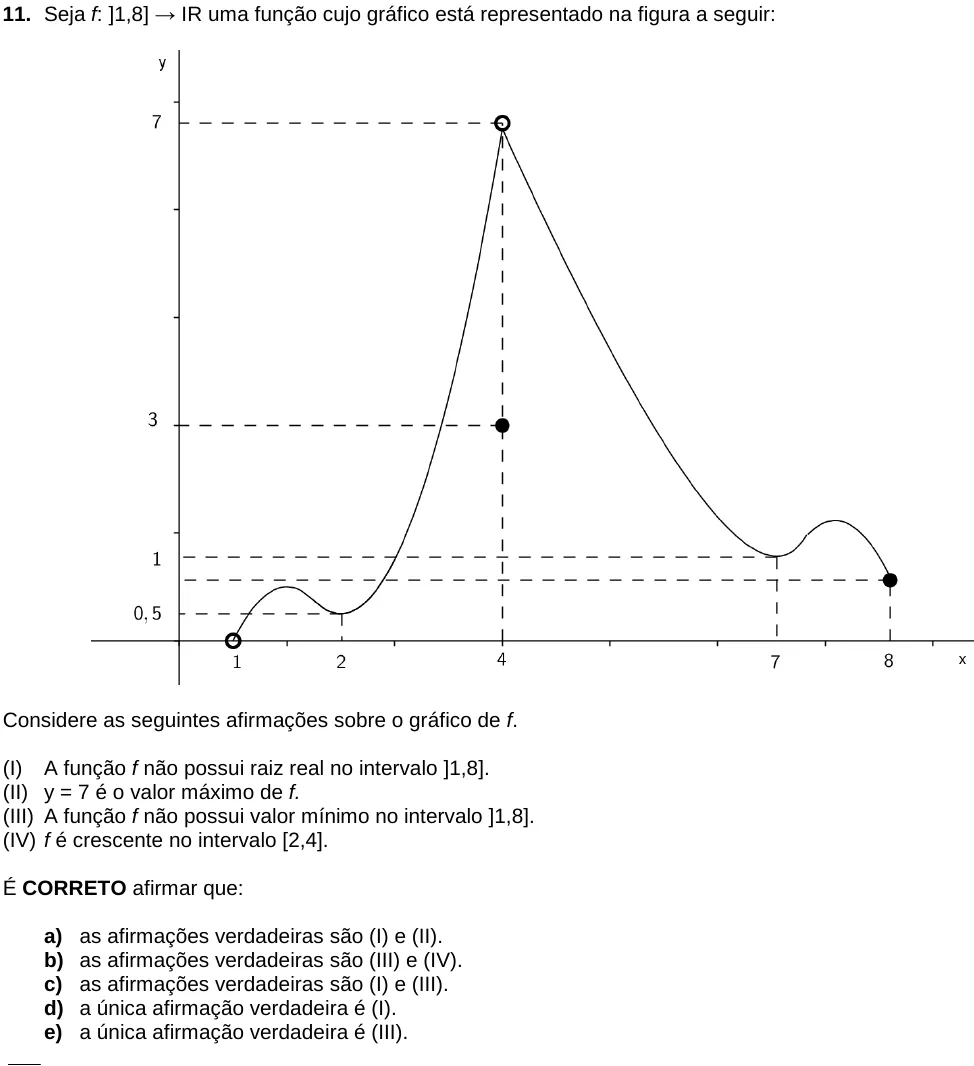 11. Seja f: ]1,8] → IR uma função cujo gráfico está representado na figura a seguir:
y
7
3
1
0,5
1 2 4 7 8 x
Considere as seguintes afirmações sobre o gráfico de f.
(I) A função f não possui raiz real no intervalo ]1,8].
(II) y = 7 é o valor máximo de f.
(III) A função f não possui valor mínimo no intervalo ]1,8].
(IV) f é crescente no intervalo [2,4].
É CORRETO afirmar que:
a) as afirmações verdadeiras são (I) e (II).
b) as afirmações verdadeiras são (III) e (IV).
c) as afirmações verdadeiras são (I) e (III).
d) a única afirmação verdadeira é (I).
e) a única afirmação verdadeira é (III).